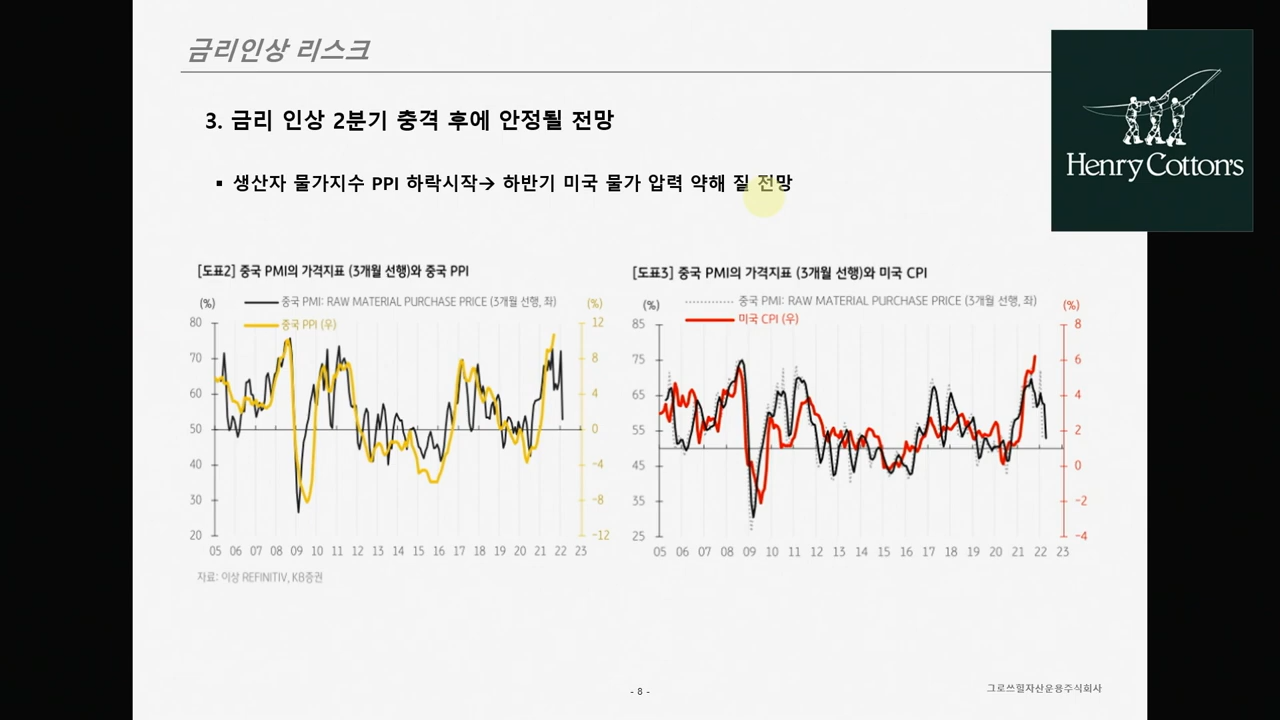 금리인상 리스크
Henry Cotton's
3. 금리 인상 2분기 충격 후에 안정될 전망
▪ 생산자 물가지수 PPI 하락시작→ 하반기 미국 물가 압력 약해 질 전망
[도표2] 중국 PMI의 가격지표 (3개월 선행)와 중국 PPI
(%) 중국 PMI: RAW MATERIAL PURCHASE PRICE (3개월 선행, 좌) (%)
중국 PPI (우)
80 12
70 8
60 4
50 0
40 -4
30 -8
20 -12
05 06 07 08 09 10 11 12 13 14 15 16 17 18 19 20 21 22 23
자료: 이상 REFINITIV, KB증권
[도표3] 중국 PMI의 가격지표 (3개월 선행)와 미국 CPI
(%) 중국 PMI: RAW MATERIAL PURCHASE PRICE (3개월 선행, 좌) (%)
미국 CPI (우)
85 8
75 6
65 4
55 2
45 0
35 -2
25 -4
05 06 07 08 09 10 11 12 13 14 15 16 17 18 19 20 21 22 23
- 8 -
그로쓰힐자산운용주식회사